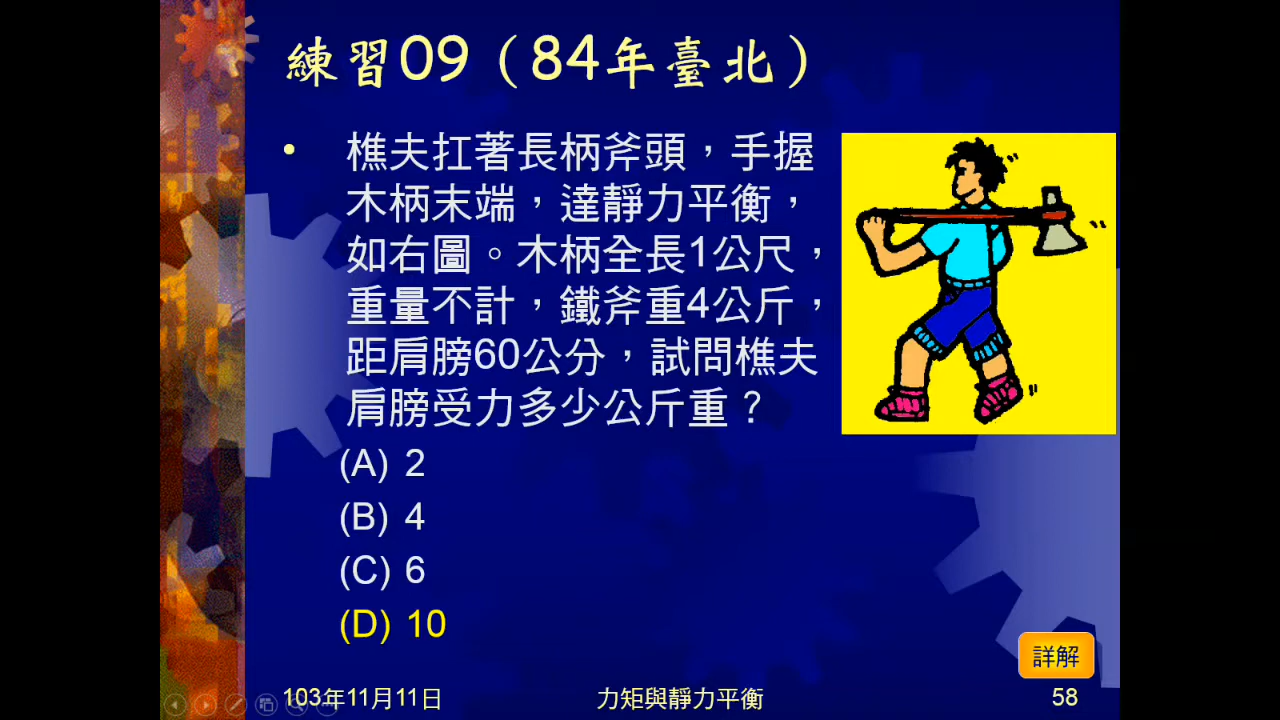 練習09（84年臺北）
• 樵夫扛著長柄斧頭，手握
木柄末端，達靜力平衡，
如右圖。木柄全長1公尺，
重量不計，鐵斧重4公斤，
距肩膀60公分，試問樵夫
肩膀受力多少公斤重？
(A) 2
(B) 4
(C) 6
(D) 10
詳解
103年11月11日
力矩與靜力平衡
58